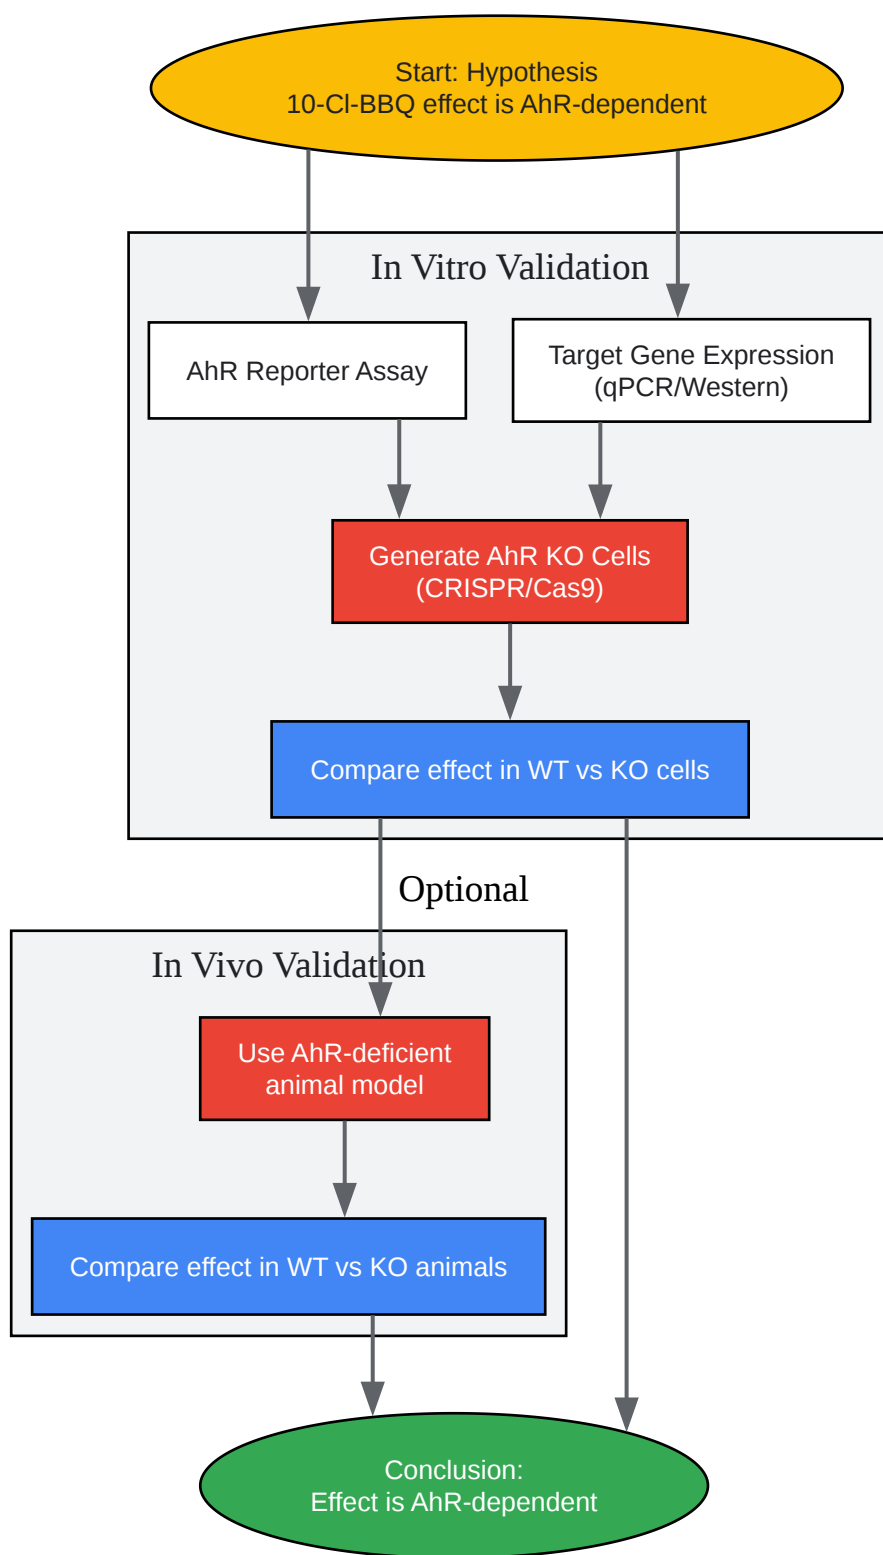 Start: Hypothesis
10-Cl-BBQ effect is AhR-dependent
In Vitro Validation
AhR Reporter Assay
Target Gene Expression
(qPCR/Western)
Generate AhR KO Cells
(CRISPR/Cas9)
Compare effect in WT vs KO cells
Optional
In Vivo Validation
Use AhR-deficient
animal model
Compare effect in WT vs KO animals
Conclusion:
Effect is AhR-dependent